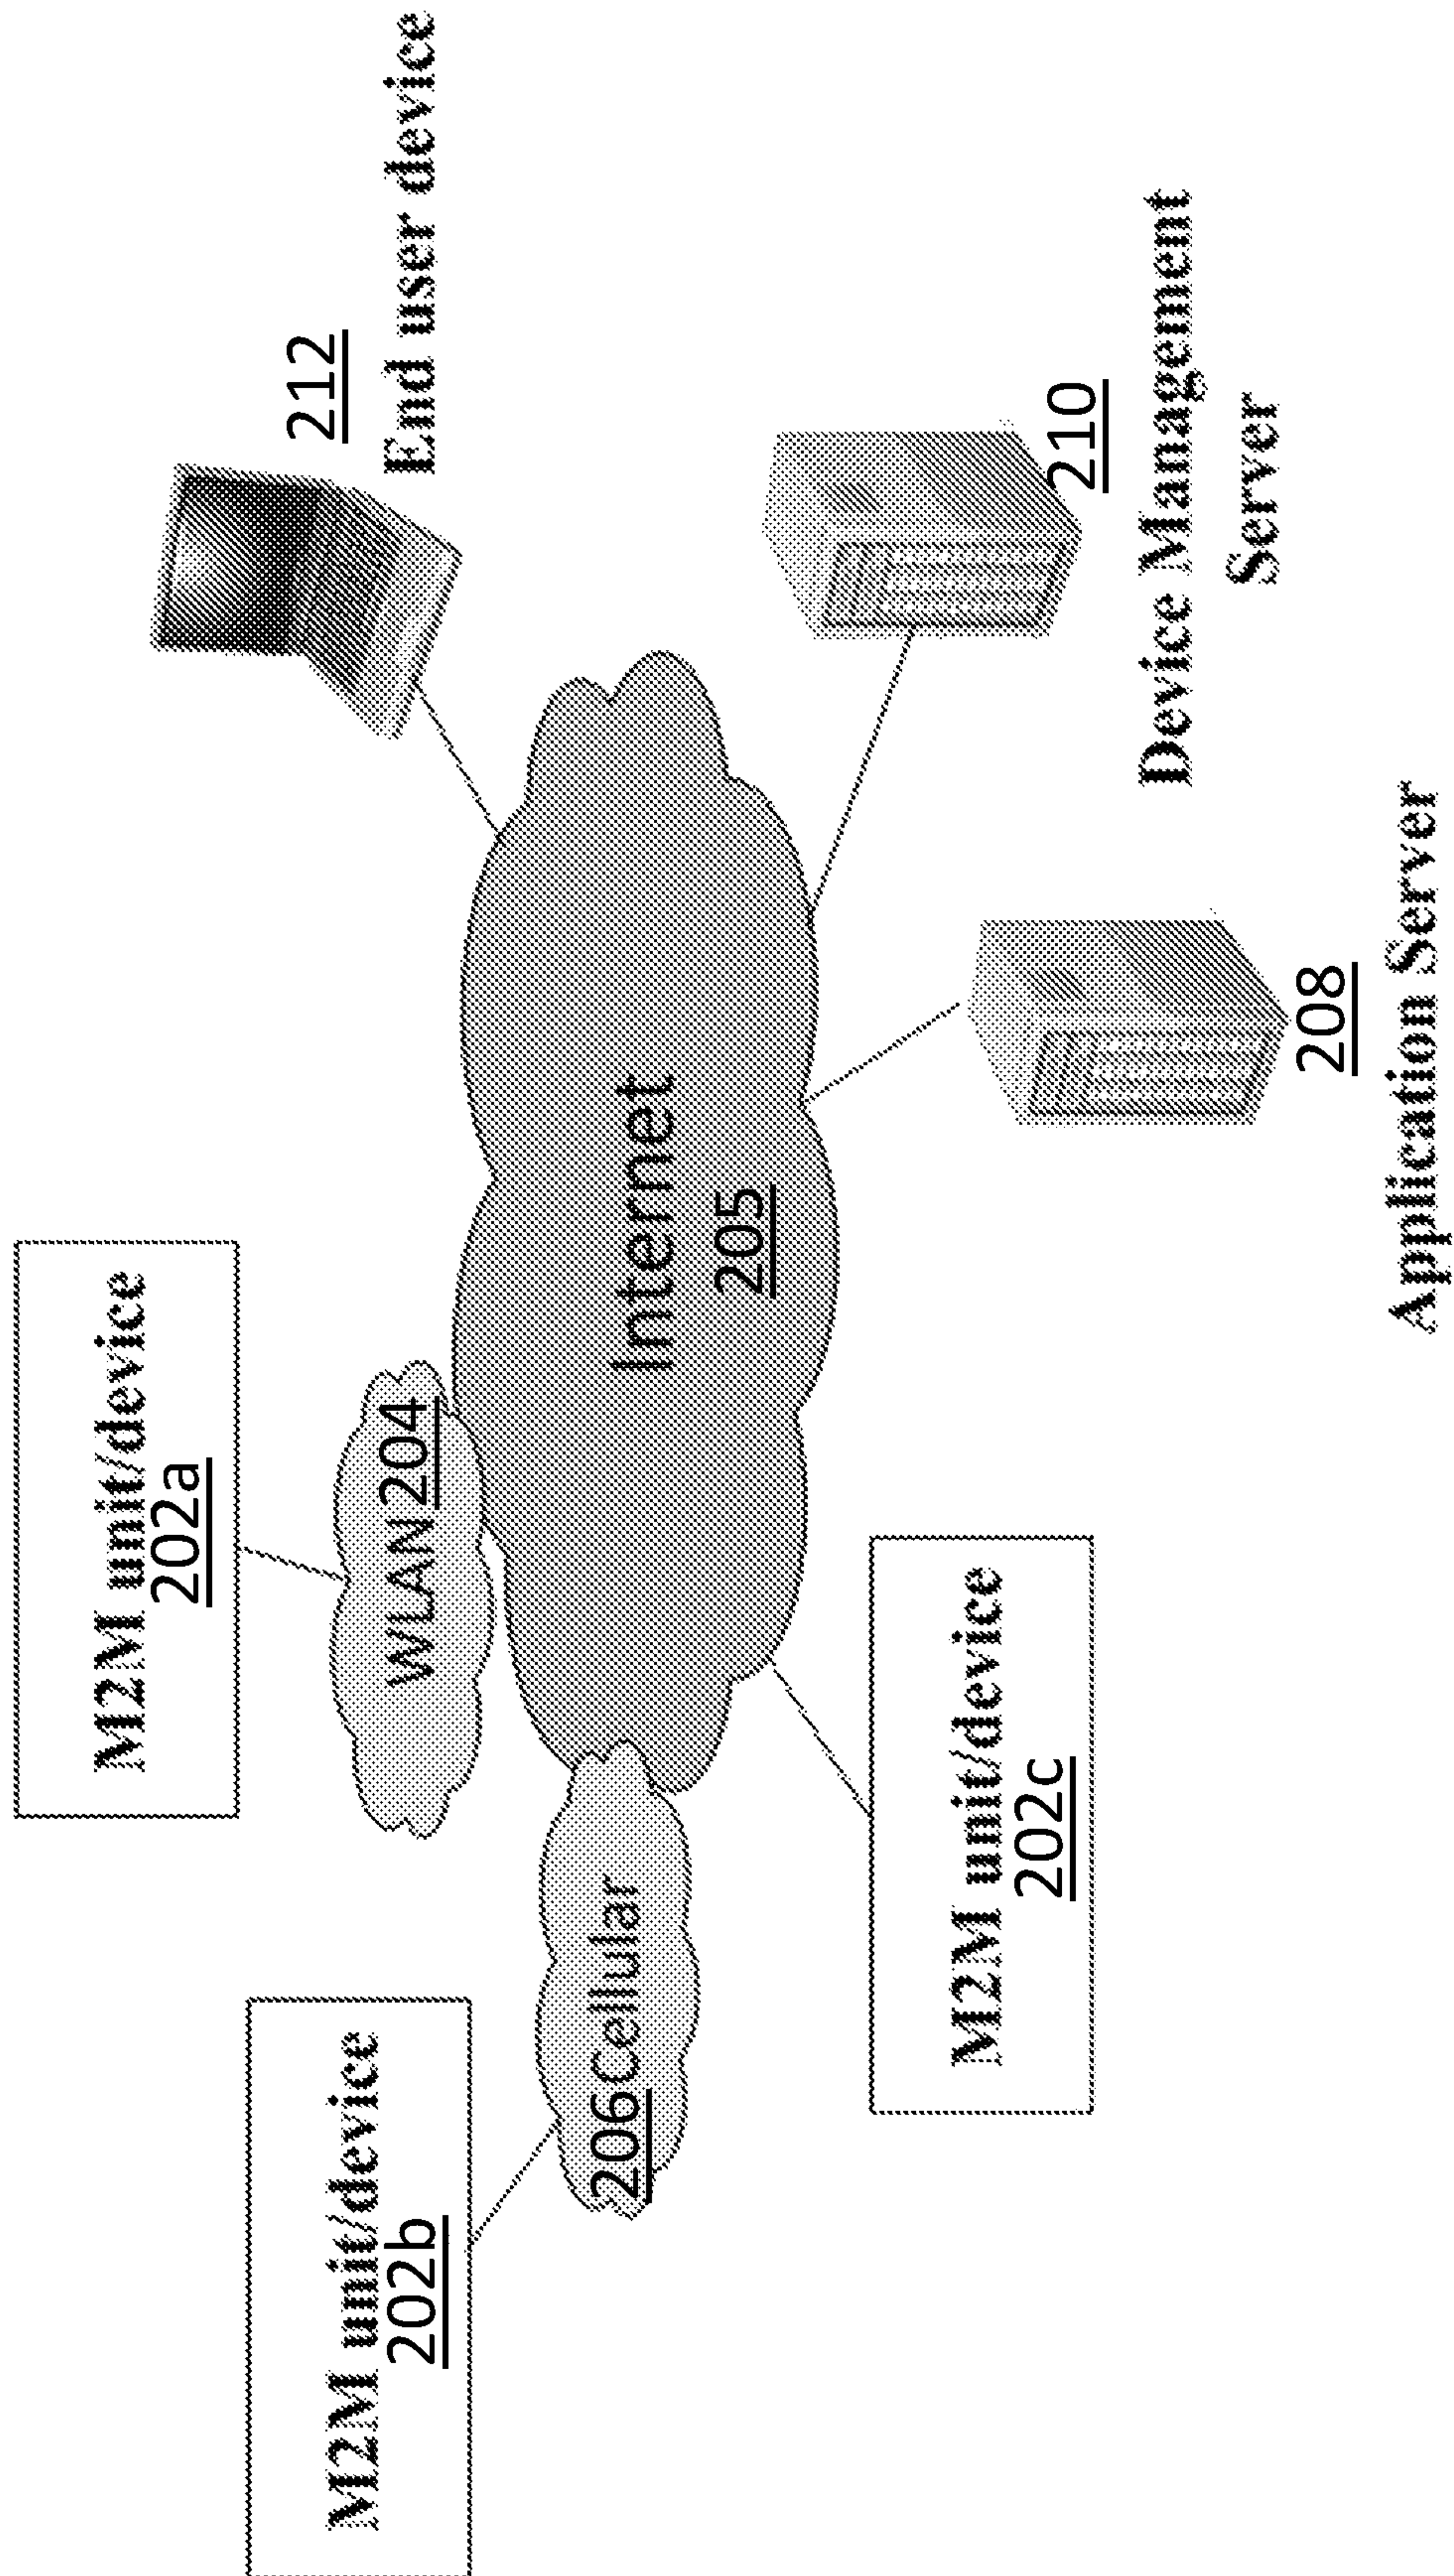 M2M unit/device
202a
M2M unit/device
202b
WLAN 204
206 Cellular
Internet
205
M2M unit/device
202c
212
End user device
210
Device Management
Server
208
Application Server